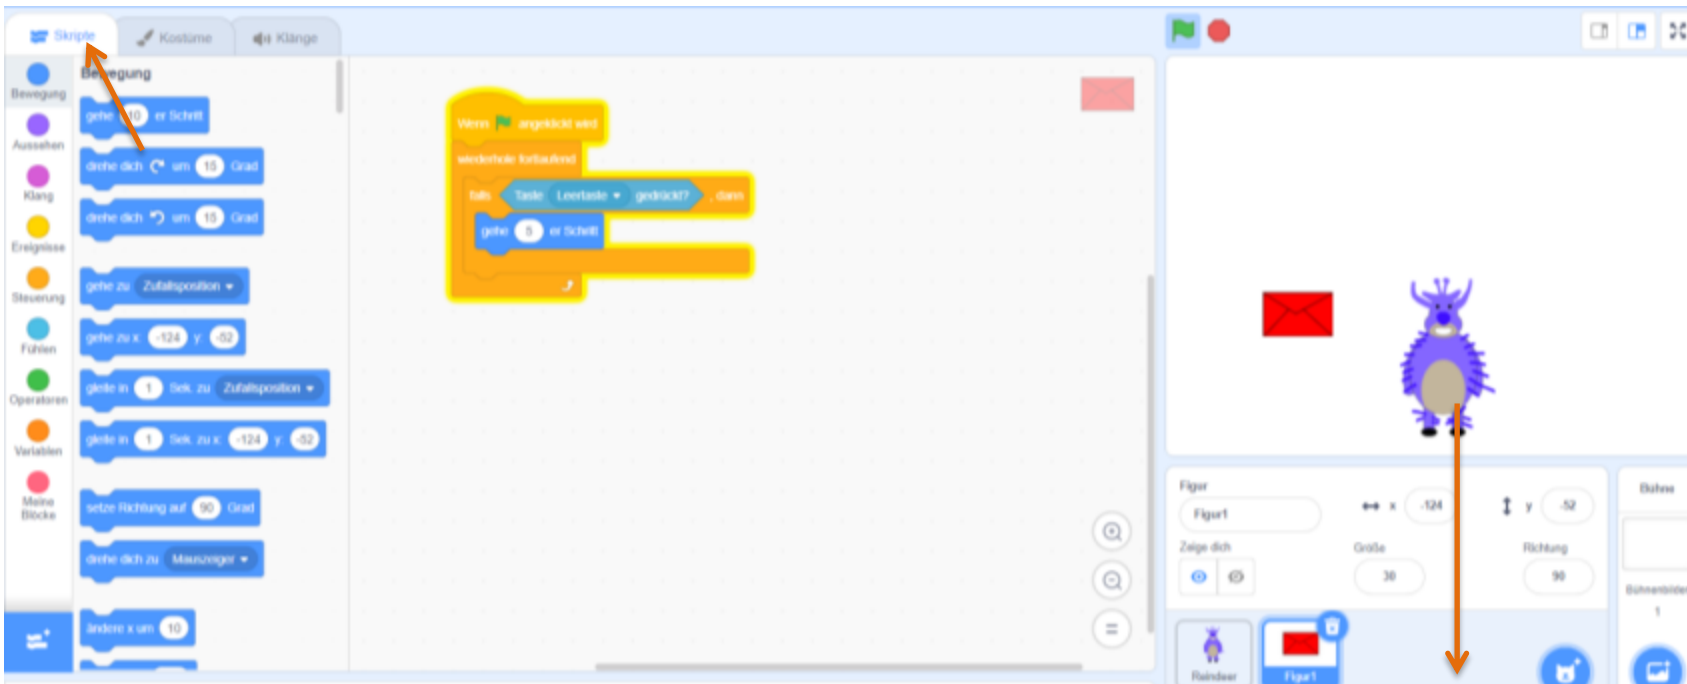 Skripte
Kostüme
Klänge
Bewegung
Aussehen
Klang
Ereignisse
Steuerung
Fühlen
Operatoren
Variablen
Meine
Blöcke
Bewegung
gehe 10 er Schritt
drehe dich um 15 Grad
drehe dich um 15 Grad
gehe zu Zufallsposition
gehe zu x: -124 y: -52
gleite in 1 Sek. zu Zufallsposition
gleite in 1 Sek. zu x: -124 y: -52
setze Richtung auf 90 Grad
drehe dich zu Mauszeiger
ändere x um 10
Wenn angeklickt wird
wiederhole fortlaufend
falls Taste Leertaste gedrückt? , dann
gehe 5 er Schritt
Figur
Figur1
x -124
y -52
Zeige dich
Größe
30
Richtung
90
Reindeer
Figur1
Bühne
Bühnenbilder
1